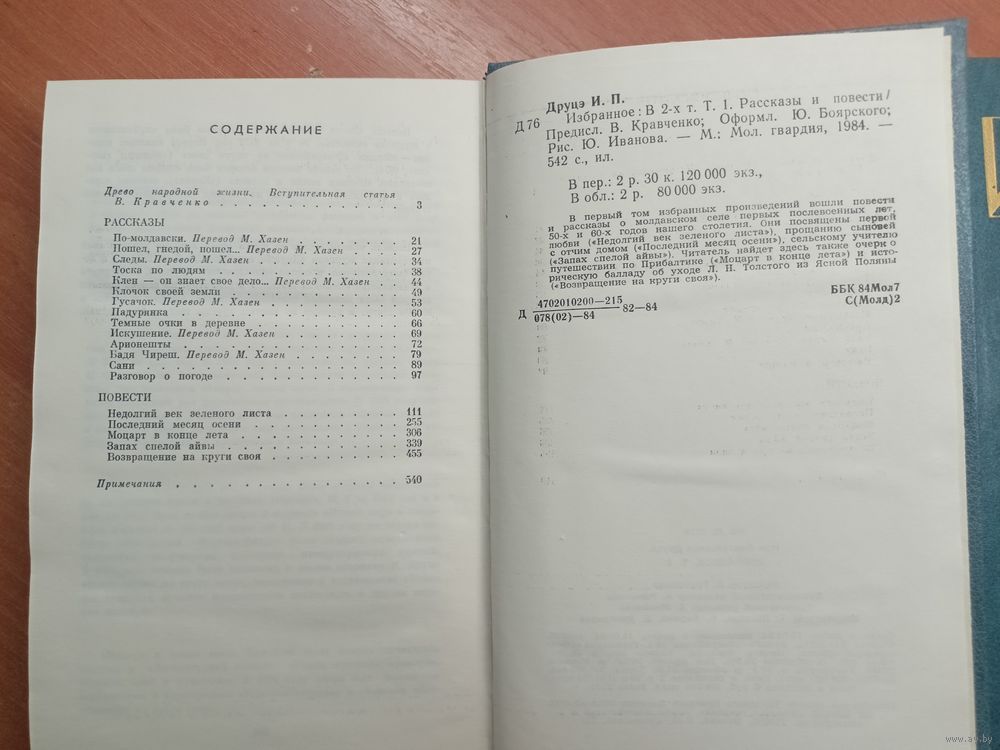 СОДЕРЖАНИЕ
Древо народной жизни. Вступительная статья
В. Кравченко . . . . . . . . . . . . . 3
РАССКАЗЫ
По-молдавски. Перевод М. Хазен . . . . . . . . 21
Пошел, гнедой, пошел... Перевод М. Хазен . . . . . 27
Следы. Перевод М. Хазен . . . . . . . . . . 34
Тоска по людям . . . . . . . . . . . . . 38
Клен — он знает свое дело... Перевод М. Хазен . . . . 44
Клочок своей земли . . . . . . . . . . . . 49
Гусачок. Перевод М. Хазен . . . . . . . . . 53
Падурянка . . . . . . . . . . . . . . . 60
Темные очки в деревне . . . . . . . . . . . 66
Искушение. Перевод М. Хазен . . . . . . . . . 69
Арионешты . . . . . . . . . . . . . . . 72
Бадя Чиреш. Перевод М. Хазен . . . . . . . . 79
Сани . . . . . . . . . . . . . . . . . 89
Разговор о погоде . . . . . . . . . . . . . 97
ПОВЕСТИ
Недолгий век зеленого листа . . . . . . . . . 111
Последний месяц осени . . . . . . . . . . . 255
Моцарт в конце лета . . . . . . . . . . . . 306
Запах спелой айвы . . . . . . . . . . . . . 339
Возвращение на круги своя . . . . . . . . . . 455
Примечания . . . . . . . . . . . . . . . 540
Друцэ И. П.
Д 76 Избранное: В 2-х т. Т. 1. Рассказы и повести/
Предисл. В. Кравченко; Оформл. Ю. Боярского;
Рис. Ю. Иванова. — М.: Мол. гвардия, 1984. —
542 с., ил.
В пер.: 2 р. 30 к. 120 000 экз.,
В обл.: 2 р. 80 000 экз.
В первый том избранных произведений вошли повести
и рассказы о молдавском селе первых послевоенных лет,
50-х и 60-х годов нашего столетия. Они посвящены первой
любви («Недолгий век зеленого листа»), прощанию сыновей
с отчим домом («Последний месяц осени»), сельскому учителю
(«Запах спелой айвы»). Читатель найдет здесь также очерк о
путешествии по Прибалтике («Моцарт в конце лета») и исто-
рическую балладу об уходе Л. Н. Толстого из Ясной Поляны
(«Возвращение на круги своя»).
Д 4702010200—215
078(02)—84 82—84
ББК 84Мол7
С(Молд)2
www.ay.by